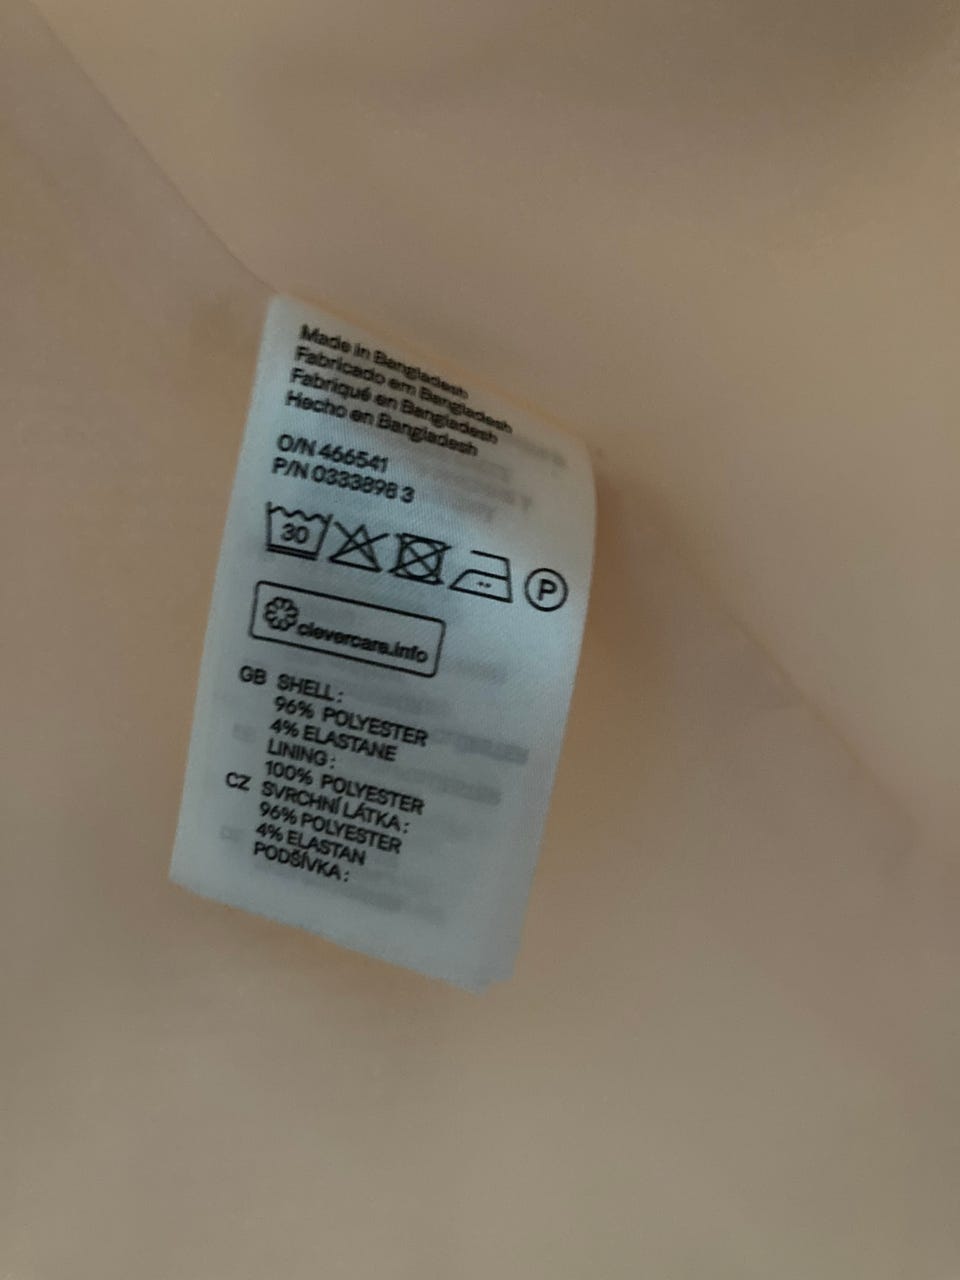 Made in Bangladesh
Fabricado em Bangladesh
Fabriqué en Bangladesh
Hecho en Bangladesh
O/N 466541
P/N 0333898 3
30 P
clevercare.info
GB SHELL:
96% POLYESTER
4% ELASTANE
LINING:
100% POLYESTER
CZ SVRCHNÍ LÁTKA:
96% POLYESTER
4% ELASTAN
PODŠÍVKA: